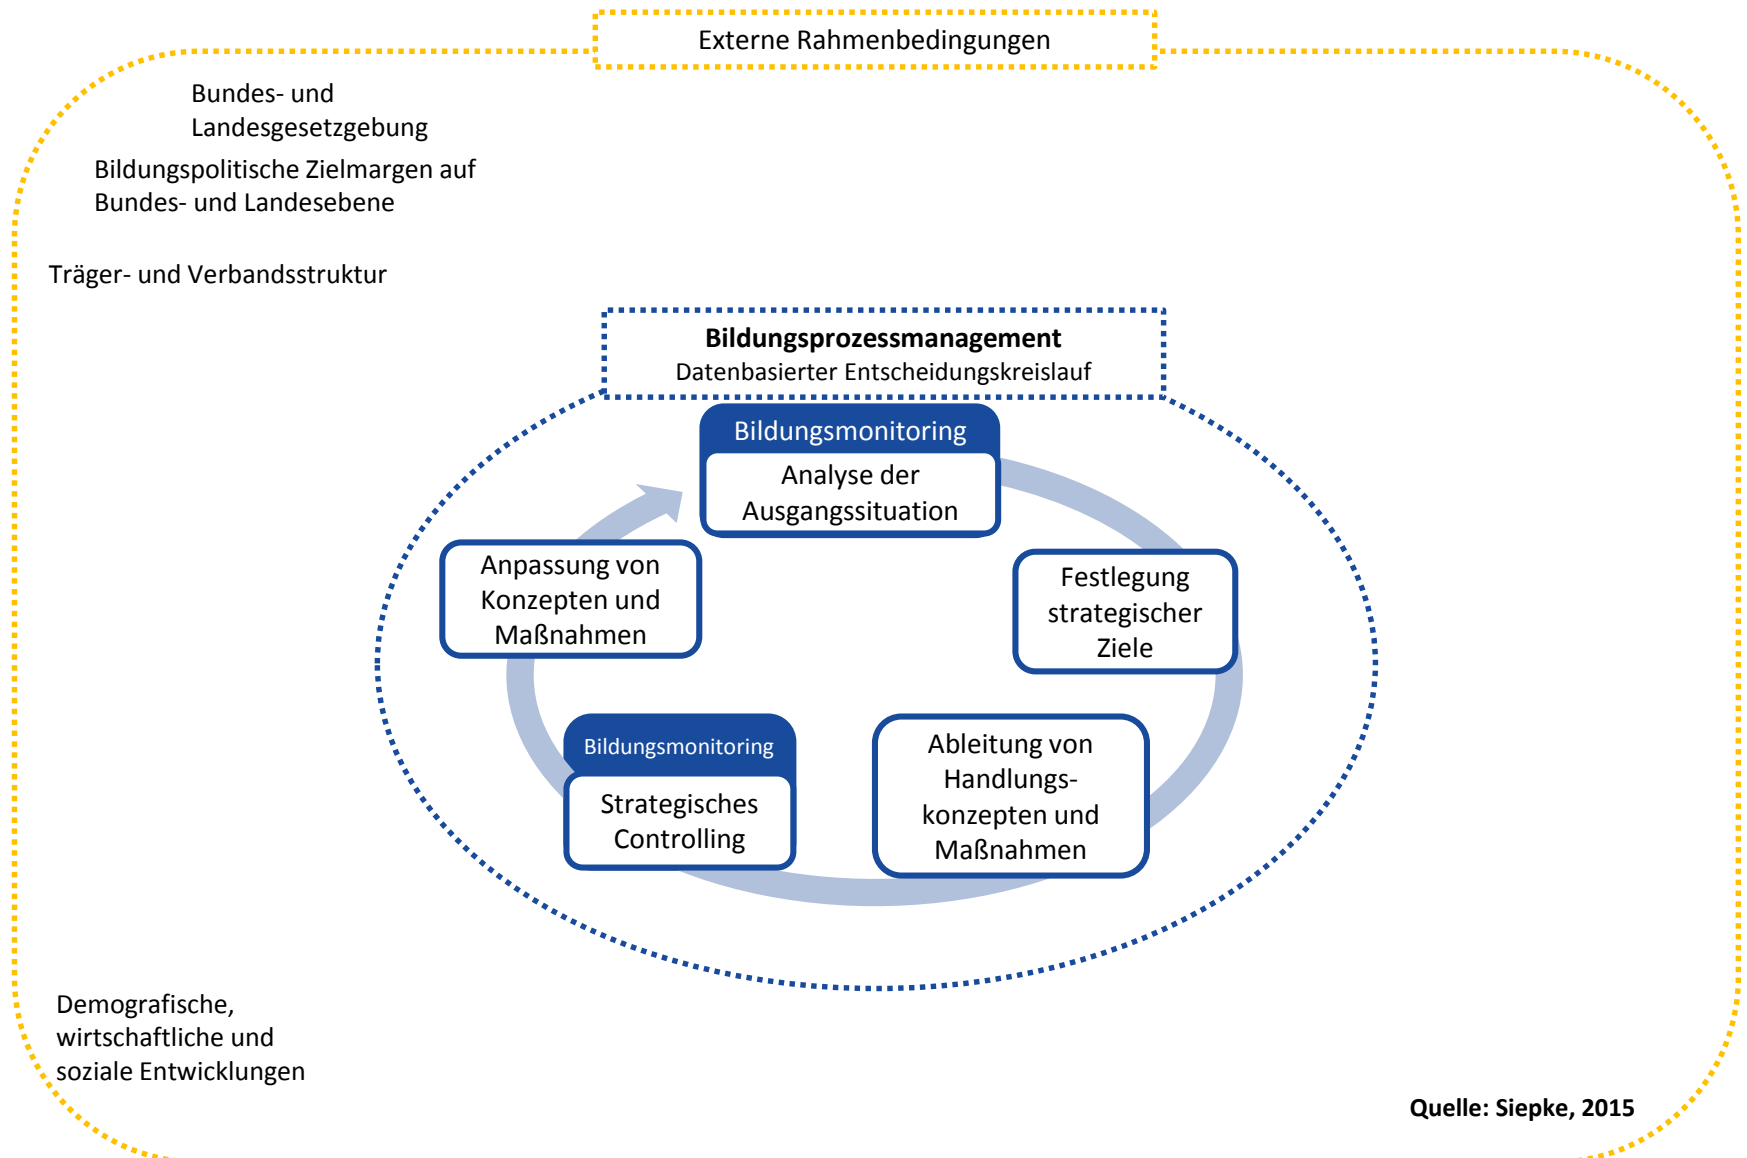 Externe Rahmenbedingungen
Bundes- und
Landesgesetzgebung
Bildungspolitische Zielmargen auf
Bundes- und Landesebene
Träger- und Verbandsstruktur
Bildungsprozessmanagement
Datenbasierter Entscheidungskreislauf
Bildungsmonitoring
Analyse der
Ausgangssituation
Festlegung
strategischer
Ziele
Ableitung von
Handlungs-
konzepten und
Maßnahmen
Bildungsmonitoring
Strategisches
Controlling
Anpassung von
Konzepten und
Maßnahmen
Demografische,
wirtschaftliche und
soziale Entwicklungen
Quelle: Siepke, 2015